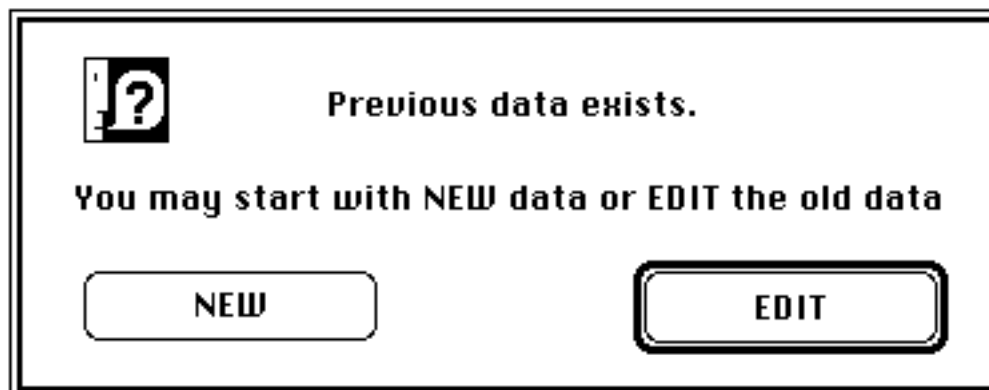 ?
Previous data exists.
You may start with NEW data or EDIT the old data
NEW
EDIT